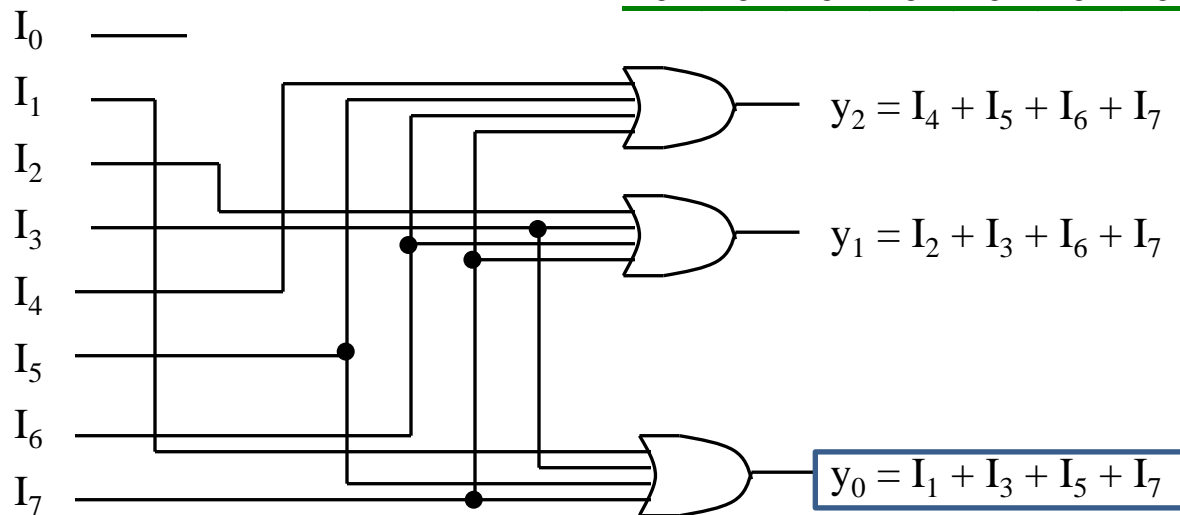 I₀
I₁
y₂ = I₄ + I₅ + I₆ + I₇
I₂
I₃
y₁ = I₂ + I₃ + I₆ + I₇
I₄
I₅
I₆
I₇
y₀ = I₁ + I₃ + I₅ + I₇